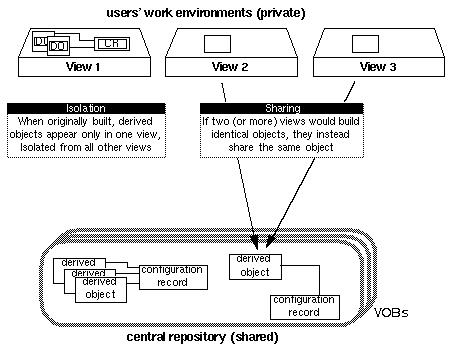 users' work environments (private)
DO
DO
CR
View 1
View 2
View 3
Isolation
When originally built, derived
objects appear only in one view,
Isolated from all other views
Sharing
If two (or more) views would build
identical objects, they instead
share the same object
derived
derived
derived
object
configuration
record
derived
object
configuration
record
VOBs
central repository (shared)